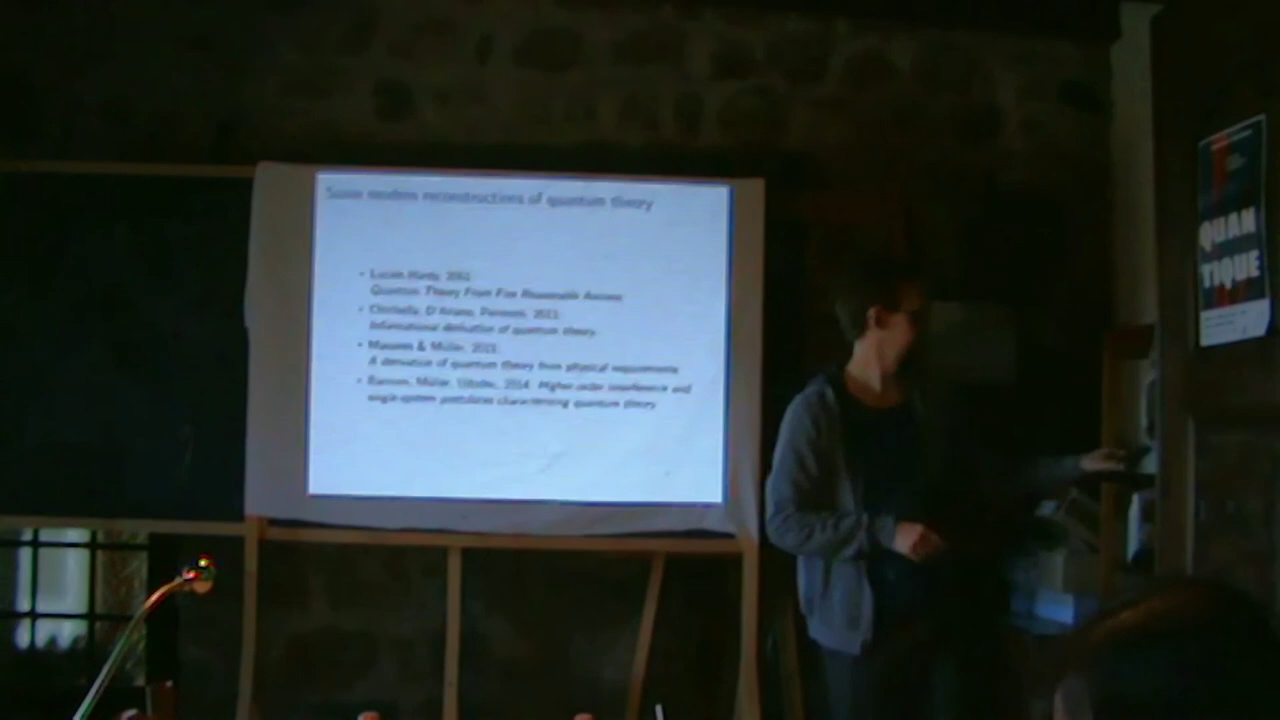 Some modern reconstructions of quantum theory
• Lucien Hardy, 2001:
Quantum Theory From Five Reasonable Axioms
• Chiribella, D'Ariano, Perinotti, 2011:
Informational derivation of quantum theory.
• Masanes & Müller, 2011:
A derivation of quantum theory from physical requirements
• Barnum, Müller, Ududec, 2014: Higher-order interference and
single-system postulates characterizing quantum theory
QUAN
TIQUE